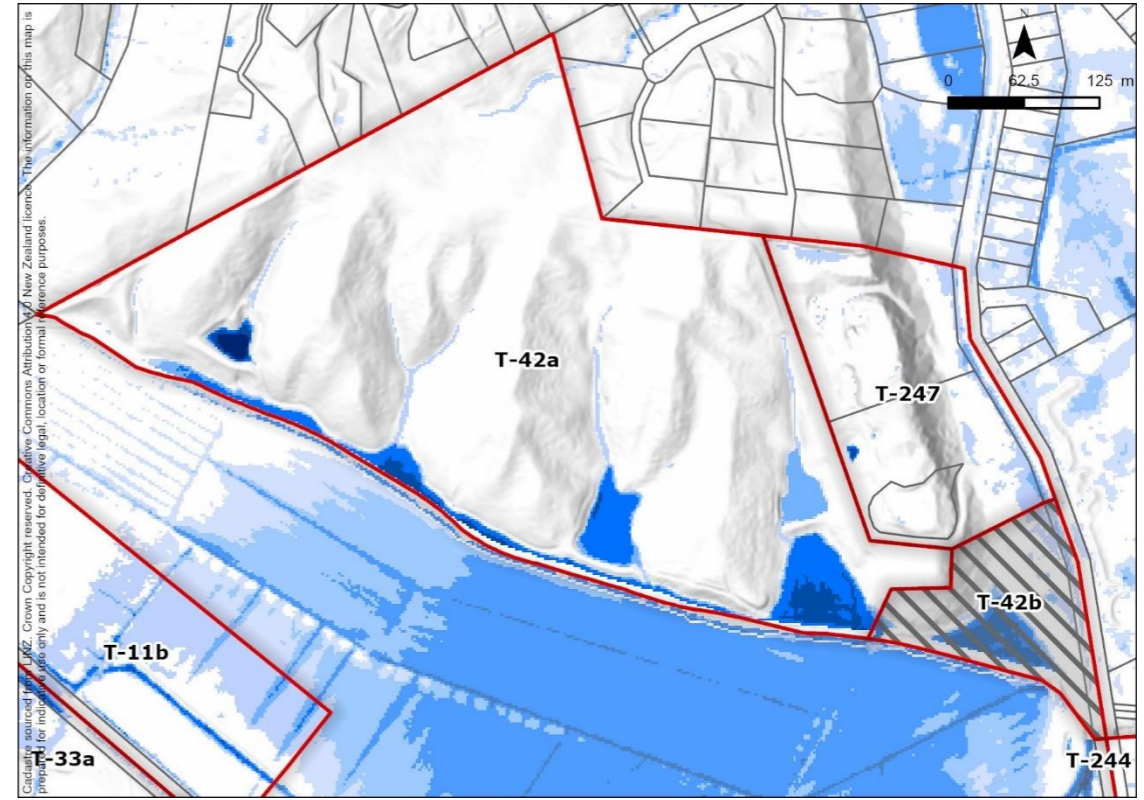 Cadastre sourced from LINZ. Crown Copyright reserved. Creative Commons Attribution 4.0 New Zealand licence. The information on this map is
prepared for indicative use only and is not intended for definitive legal, location or formal reference purposes.
N
0 62.5 125 m
T-42a
T-247
T-42b
T-11b
T-33a
T-244